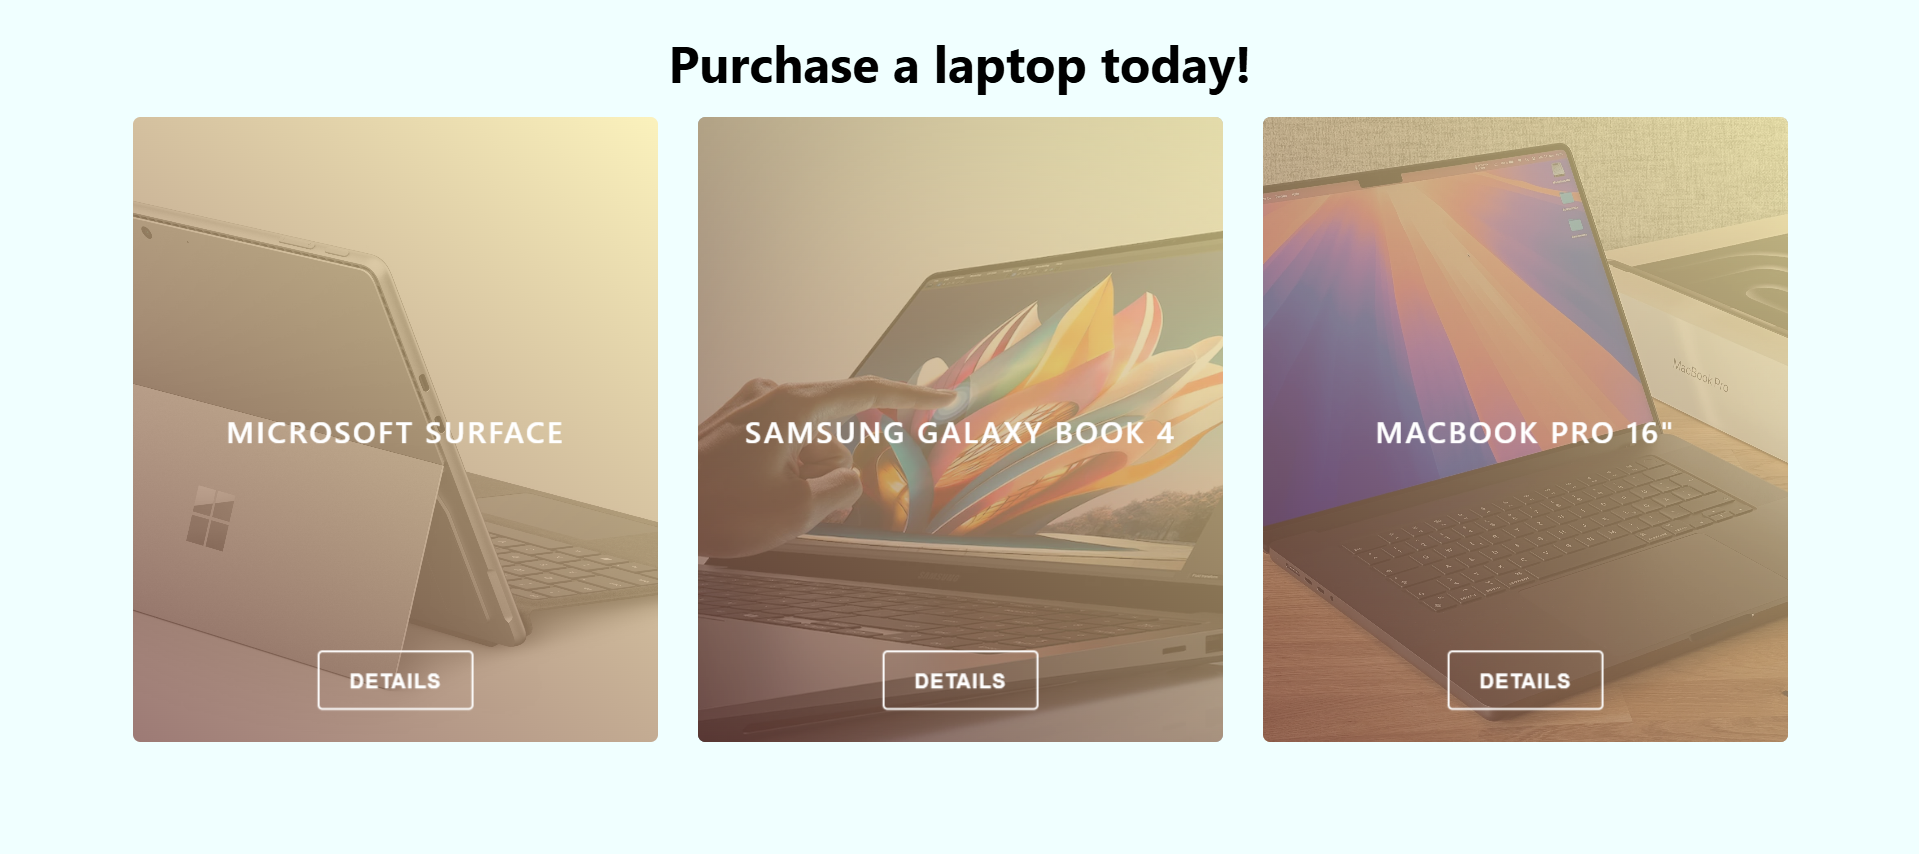 Purchase a laptop today!
MacBook Pro
MICROSOFT SURFACE
SAMSUNG GALAXY BOOK 4
MACBOOK PRO 16"
DETAILS
DETAILS
DETAILS